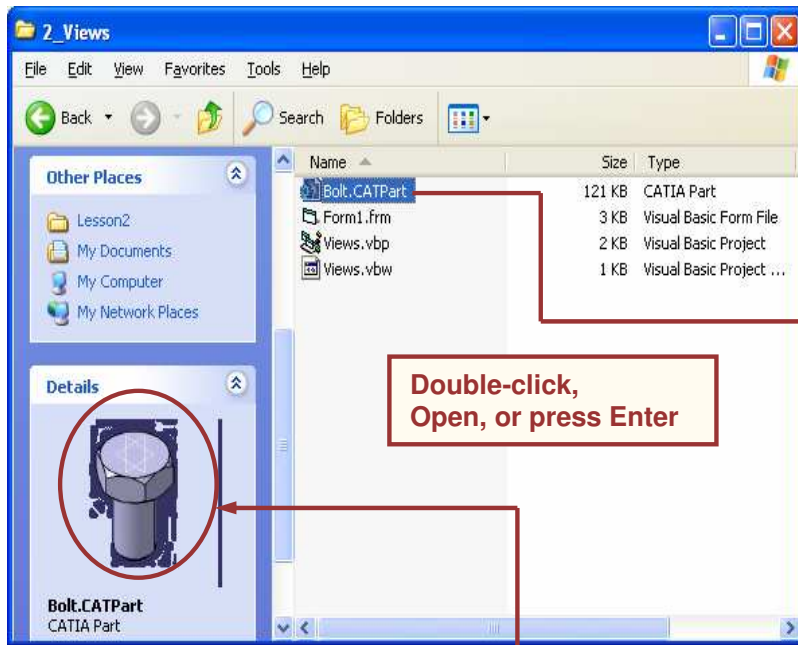 2_Views
File Edit View Favorites Tools Help
Back Search Folders
Other Places
Lesson2
My Documents
My Computer
My Network Places
Details
Bolt.CATPart
CATIA Part
Name Size Type
Bolt.CATPart 121 KB CATIA Part
Form1.frm 3 KB Visual Basic Form File
Views.vbp 2 KB Visual Basic Project
Views.vbw 1 KB Visual Basic Project ...
Double-click,
Open, or press Enter